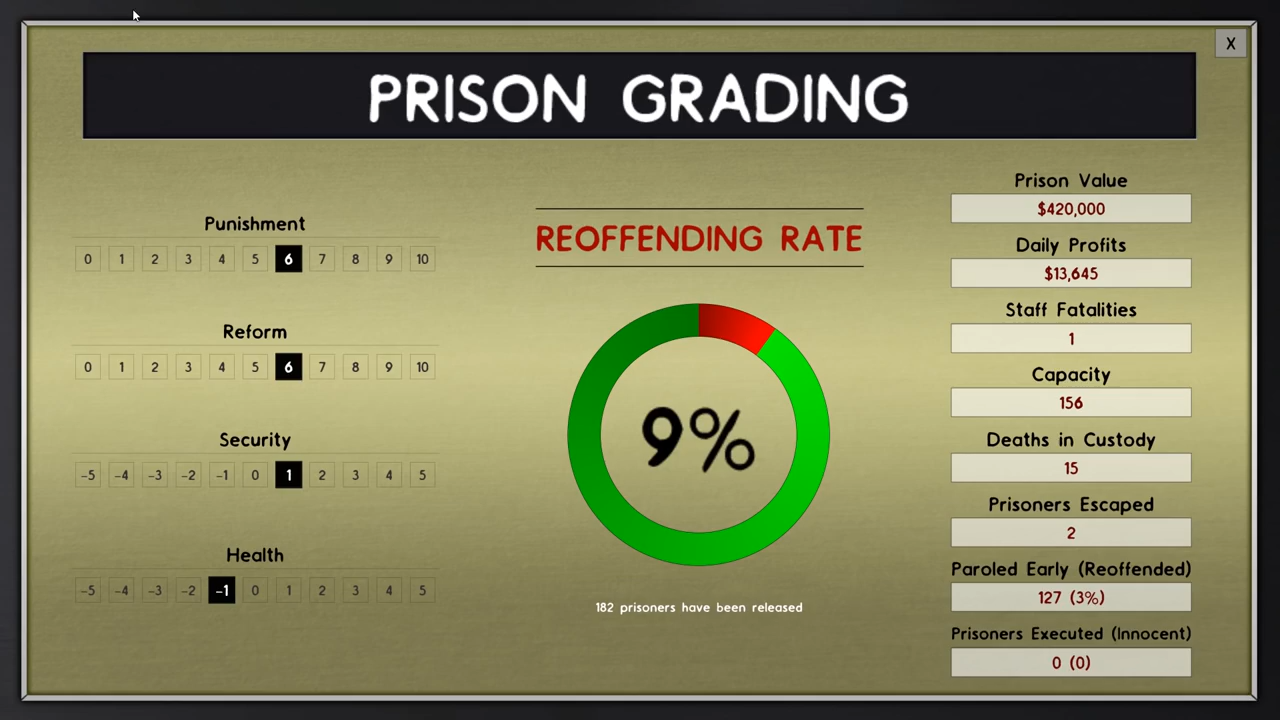 X
PRISON GRADING
Punishment
0 1 2 3 4 5 6 7 8 9 10
Reform
0 1 2 3 4 5 6 7 8 9 10
Security
-5 -4 -3 -2 -1 0 1 2 3 4 5
Health
-5 -4 -3 -2 -1 0 1 2 3 4 5
REOFFENDING RATE
9%
182 prisoners have been released
Prison Value
$420,000
Daily Profits
$13,645
Staff Fatalities
1
Capacity
156
Deaths in Custody
15
Prisoners Escaped
2
Paroled Early (Reoffended)
127 (3%)
Prisoners Executed (Innocent)
0 (0)